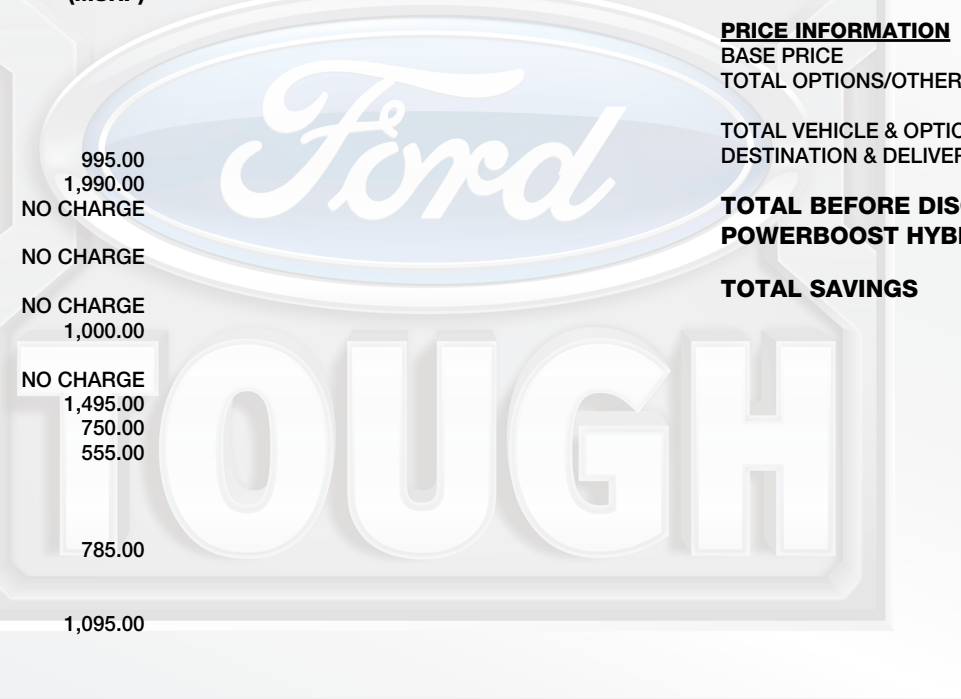 PRICE INFORMATION
BASE PRICE
TOTAL OPTIONS/OTHER
TOTAL VEHICLE & OPTIO
DESTINATION & DELIVER
TOTAL BEFORE DIS
POWERBOOST HYB
TOTAL SAVINGS
995.00
1,990.00
NO CHARGE
NO CHARGE
NO CHARGE
1,000.00
NO CHARGE
1,495.00
750.00
555.00
785.00
1,095.00
Ford
TOUGH